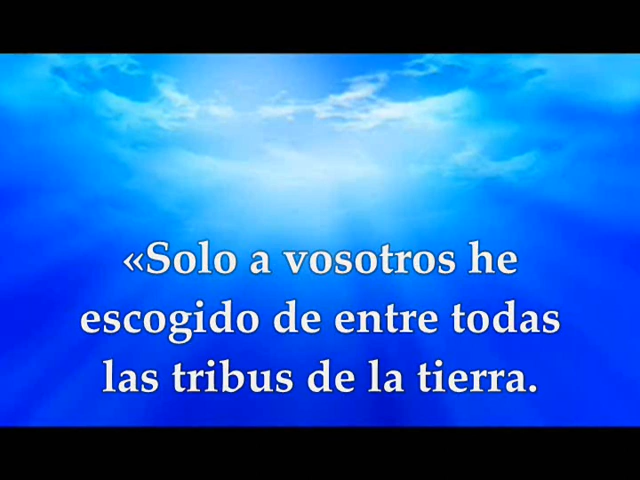 «Solo a vosotros he
escogido de entre todas
las tribus de la tierra.